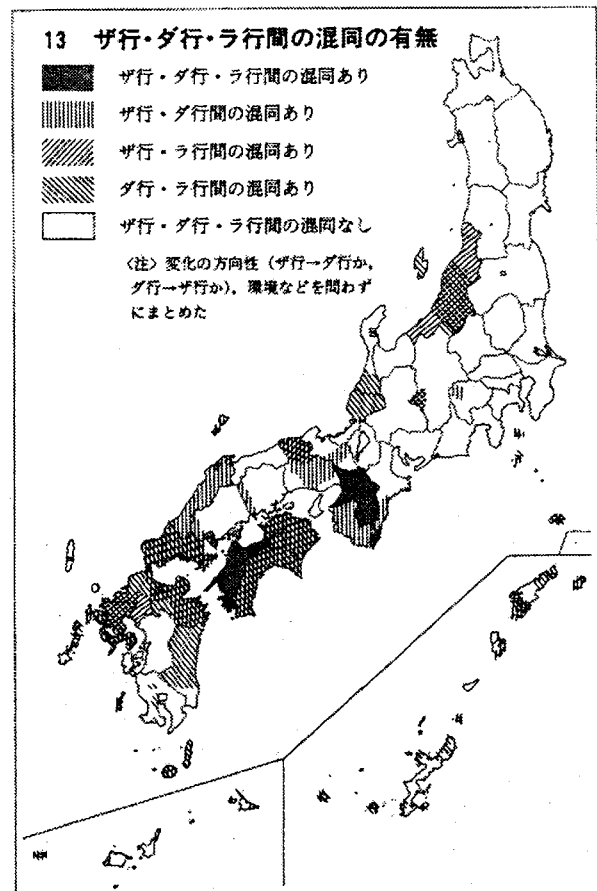 13 ザ行・ダ行・ラ行間の混同の有無
ザ行・ダ行・ラ行間の混同あり
ザ行・ダ行間の混同あり
ザ行・ラ行間の混同あり
ダ行・ラ行間の混同あり
ザ行・ダ行・ラ行間の混同なし
〈注〉変化の方向性（ザ行→ダ行か,
ダ行→ザ行か), 環境などを問わず
にまとめた